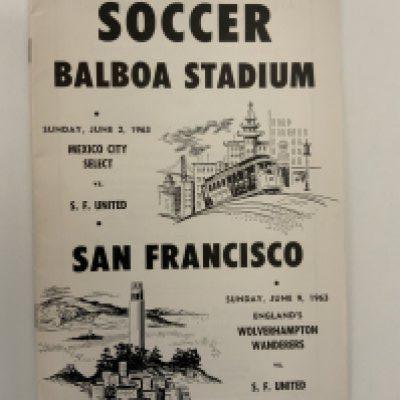 SOCCER
BALBOA STADIUM
SUNDAY, JUNE 2, 1963
MEXICO CITY
SELECT
vs.
S. F. UNITED
SAN FRANCISCO
SUNDAY, JUNE 9, 1963
ENGLAND'S
WOLVERHAMPTON
WANDERERS
vs.
S. F. UNITED